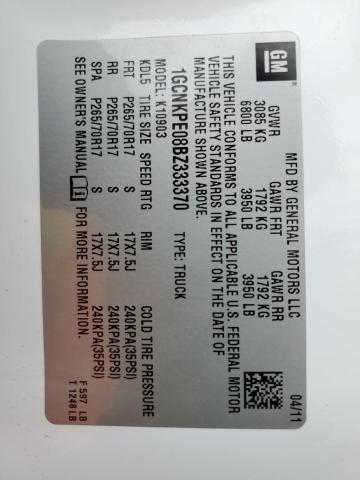 GM
MFD BY GENERAL MOTORS LLC 04/11
GVWR GAWR FRT GAWR RR
3085 KG 1792 KG 1792 KG
6800 LB 3950 LB 3950 LB
THIS VEHICLE CONFORMS TO ALL APPLICABLE U.S. FEDERAL MOTOR
VEHICLE SAFETY STANDARDS IN EFFECT ON THE DATE OF
MANUFACTURE SHOWN ABOVE.
1GCNKPE08BZ333370 TYPE: TRUCK
MODEL: K10903
KDL5 TIRE SIZE SPEED RTG RIM COLD TIRE PRESSURE
FRT P265/70R17 S 17X7.5J 240KPA(35PSI)
RR P265/70R17 S 17X7.5J 240KPA(35PSI)
SPA P265/70R17 S 17X7.5J 240KPA(35PSI)
SEE OWNER'S MANUAL FOR MORE INFORMATION.
F 597 LB
T 1248 LB